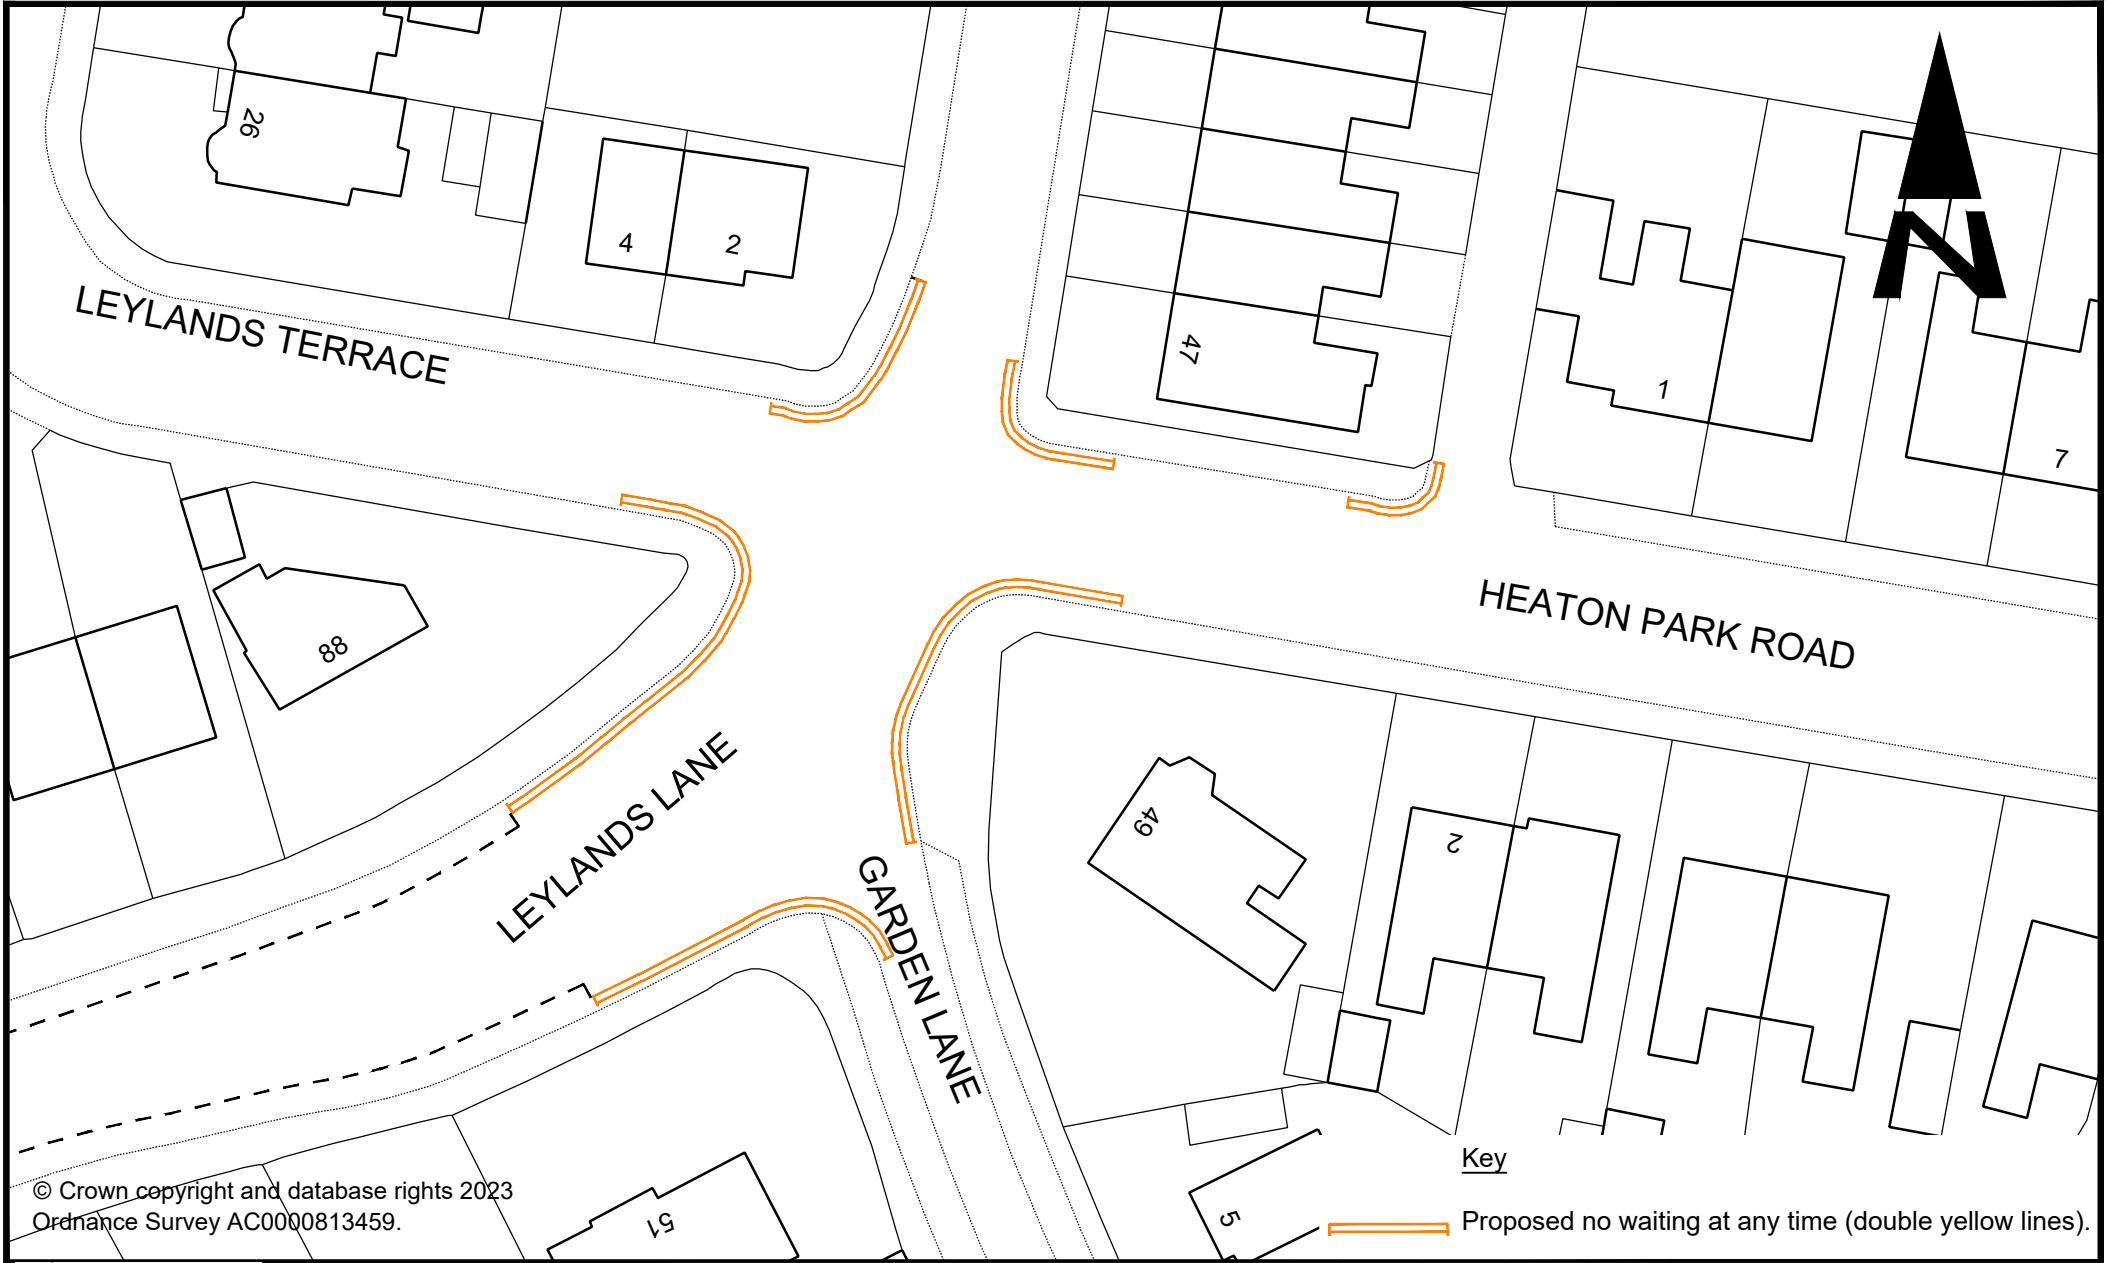 26
4
2
N
LEYLANDS TERRACE
47
1
7
88
HEATON PARK ROAD
LEYLANDS LANE
49
2
GARDEN LANE
51
5
Key
Proposed no waiting at any time (double yellow lines).
© Crown copyright and database rights 2023
Ordnance Survey AC0000813459.